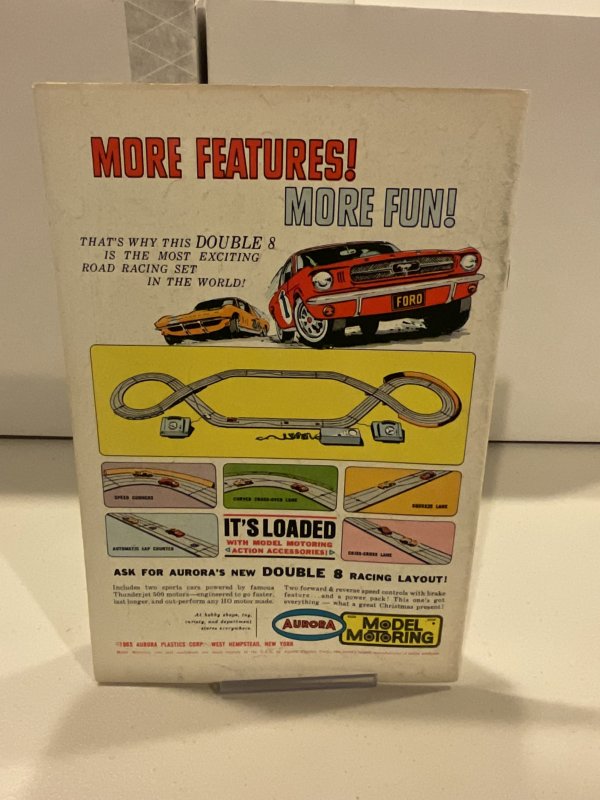 MORE FEATURES!
MORE FUN!
THAT'S WHY THIS DOUBLE 8
IS THE MOST EXCITING
ROAD RACING SET
IN THE WORLD!
1
FORD
SPEED CORNERS
CURVED CROSS-OVER LANE
SQUEEZE LANE
AUTOMATIC LAP COUNTER
IT'S LOADED
WITH MODEL MOTORING
ACTION ACCESSORIES!
CRISS-CROSS LANE
ASK FOR AURORA'S NEW DOUBLE 8 RACING LAYOUT!
Includes two sports cars powered by famous
Thunderjet 500 motors—engineered to go faster,
last longer, and out-perform any HO motor made.
Two forward & reverse speed controls with brake
feature...and a power pack! This one's got
everything — what a great Christmas present!
At hobby shops, toy,
variety, and department
stores everywhere.
AURORA
MODEL
MOTORING
©1965 AURORA PLASTICS CORP. WEST HEMPSTEAD, NEW YORK